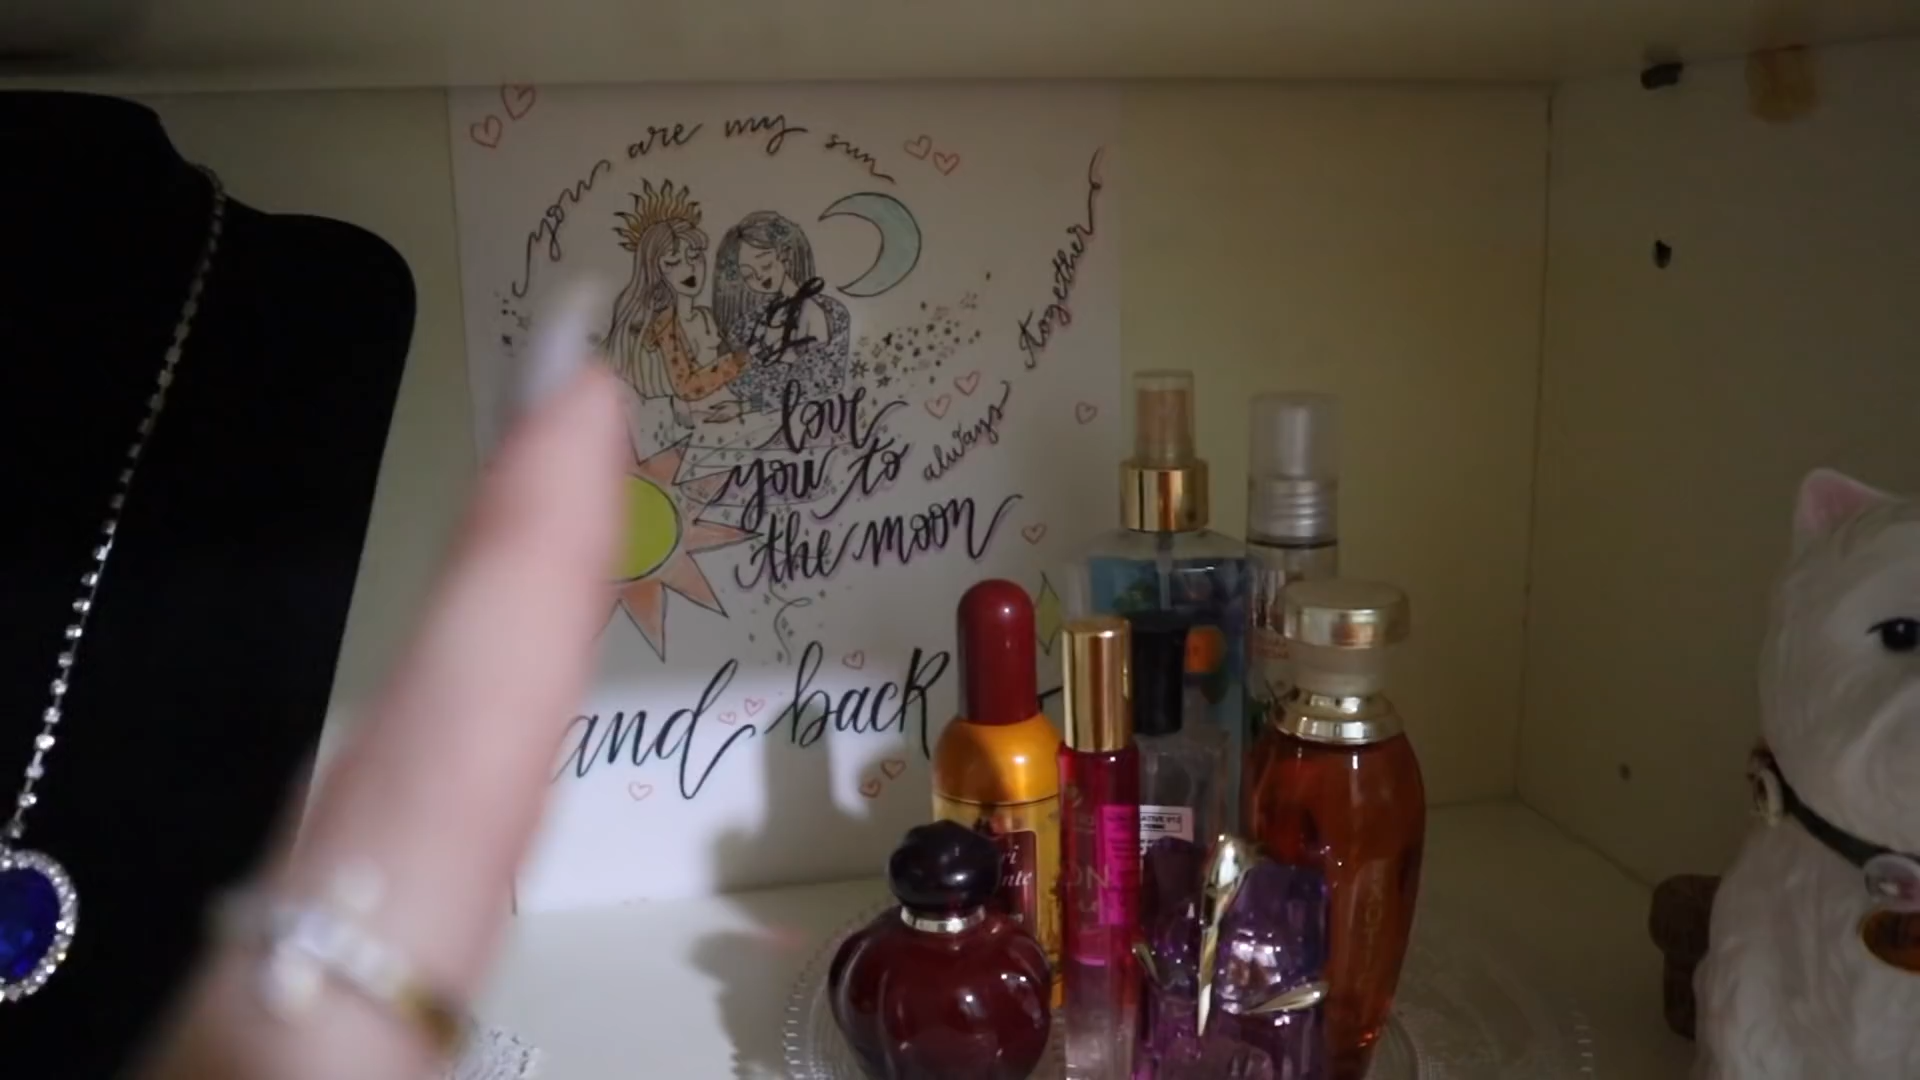 you are my sun
always together
I
love
you to
the moon
and back